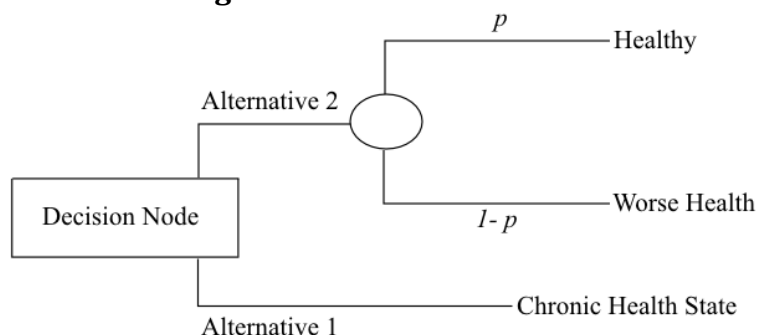 p
Healthy
Alternative 2
Decision Node
Worse Health
1- p
Chronic Health State
Alternative 1